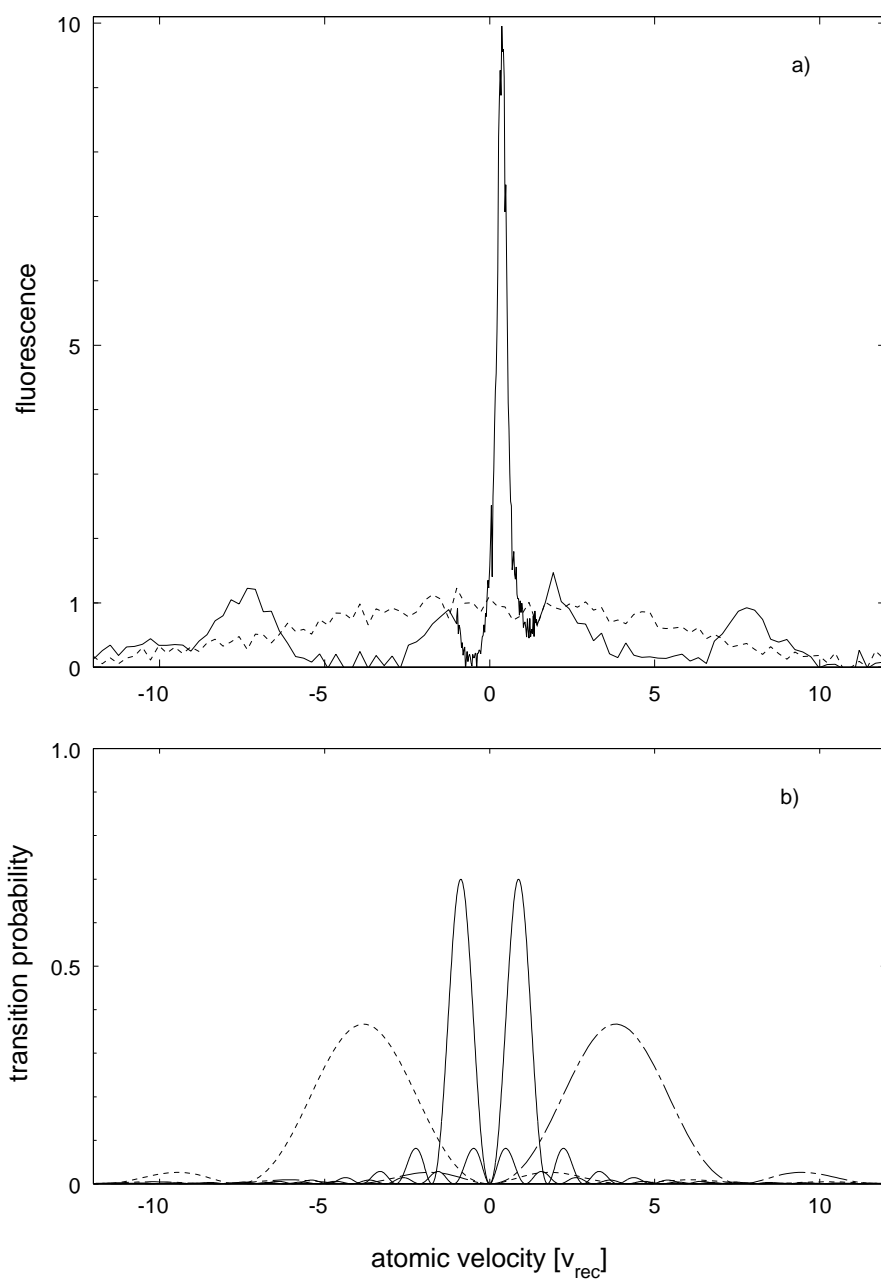 10
a)
5
fluorescence
1
0
-10 -5 0 5 10
1.0
b)
transition probability
0.5
0
-10 -5 0 5 10
atomic velocity [v_rec]